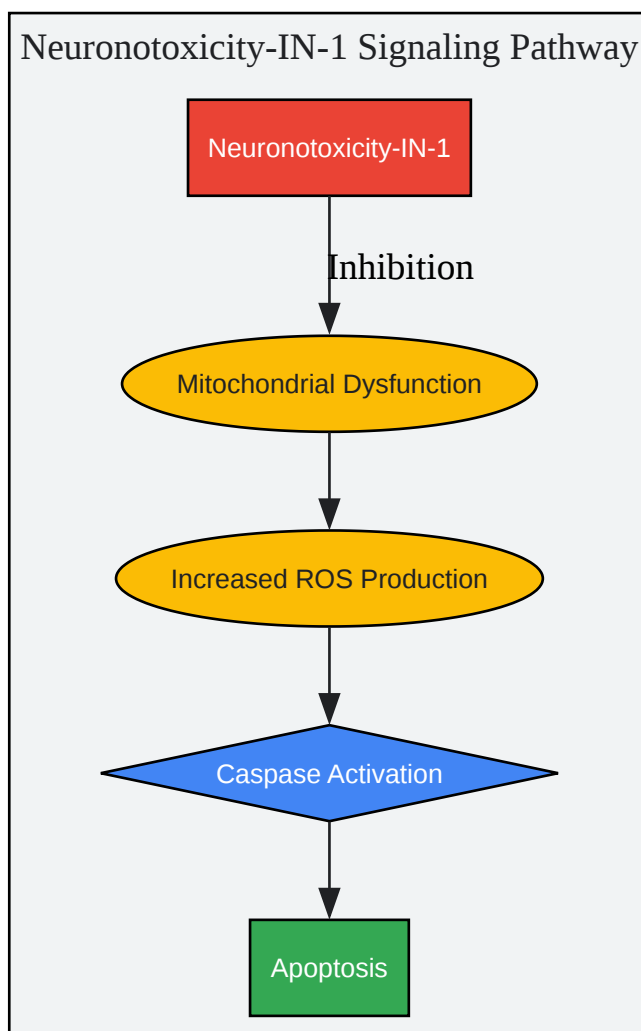 Neuronotoxicity-IN-1 Signaling Pathway
Neuronotoxicity-IN-1
Inhibition
Mitochondrial Dysfunction
Increased ROS Production
Caspase Activation
Apoptosis